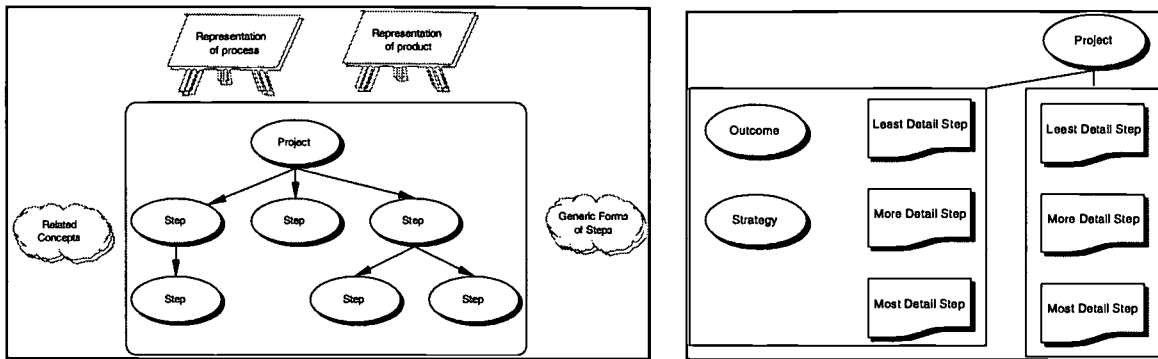 Representation
of process
Representation
of product
Project
Step
Step
Step
Step
Step
Step
Related
Concepts
Generic Forms
of Steps
Project
Outcome
Least Detail Step
Least Detail Step
Strategy
More Detail Step
More Detail Step
Most Detail Step
Most Detail Step